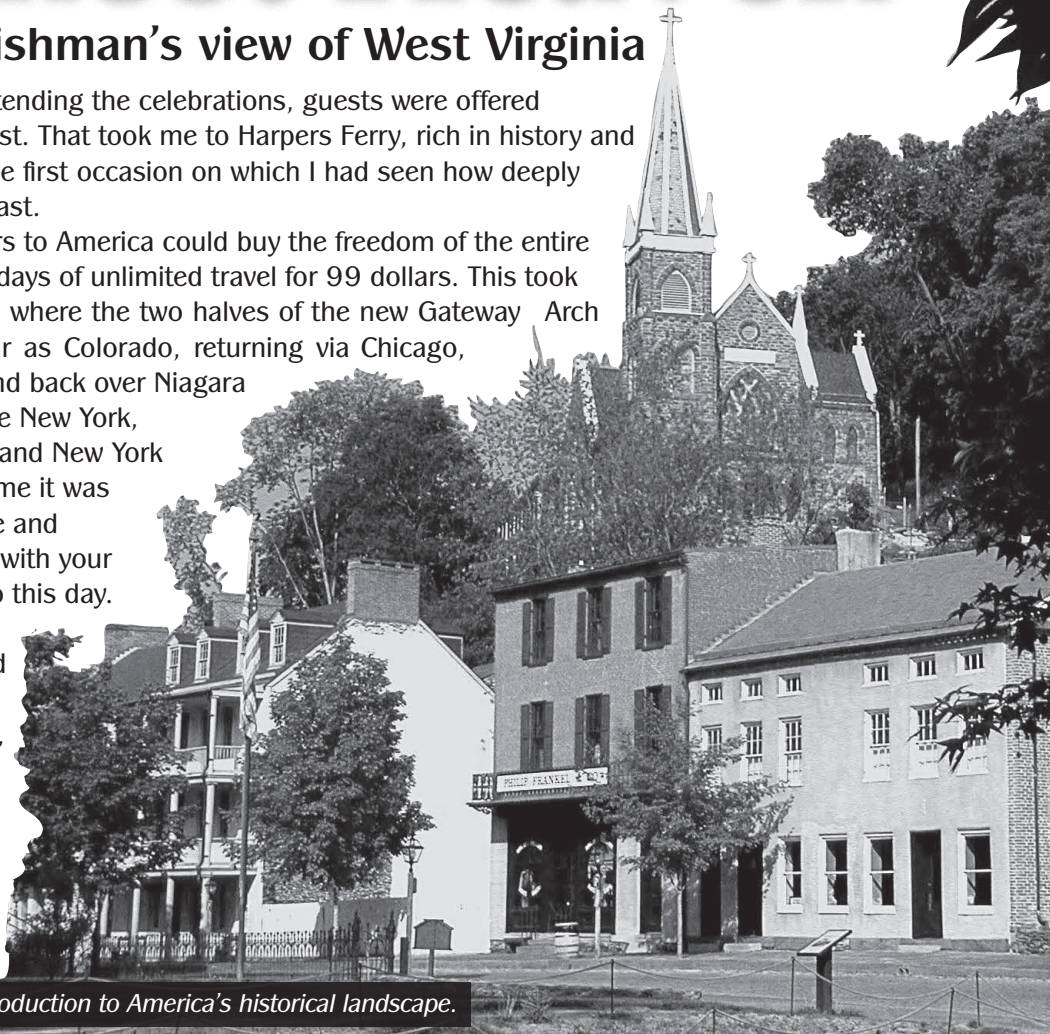 ishman's view of West Virginia
tending the celebrations, guests were offered
st. That took me to Harpers Ferry, rich in history and
e first occasion on which I had seen how deeply
ast.
rs to America could buy the freedom of the entire
days of unlimited travel for 99 dollars. This took
where the two halves of the new Gateway Arch
r as Colorado, returning via Chicago,
nd back over Niagara
e New York,
and New York
me it was
e and
with your
o this day.
d
PHILIP FRANKEL & CO.
oduction to America's historical landscape.